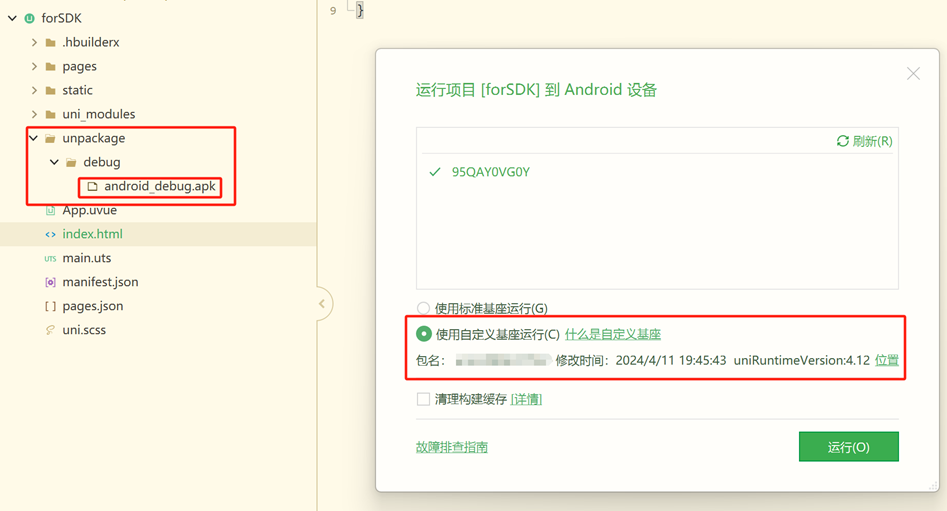 forSDK
.hbuilderx
pages
static
uni_modules
unpackage
debug
android_debug.apk
App.uvue
index.html
main.uts
manifest.json
pages.json
uni.scss
9 }
运行项目 [forSDK] 到 Android 设备
刷新(R)
95QAY0VG0Y
使用标准基座运行(G)
使用自定义基座运行(C) 什么是自定义基座
包名： 修改时间：2024/4/11 19:45:43 uniRuntimeVersion:4.12 位置
清理构建缓存 [详情]
故障排查指南
运行(O)